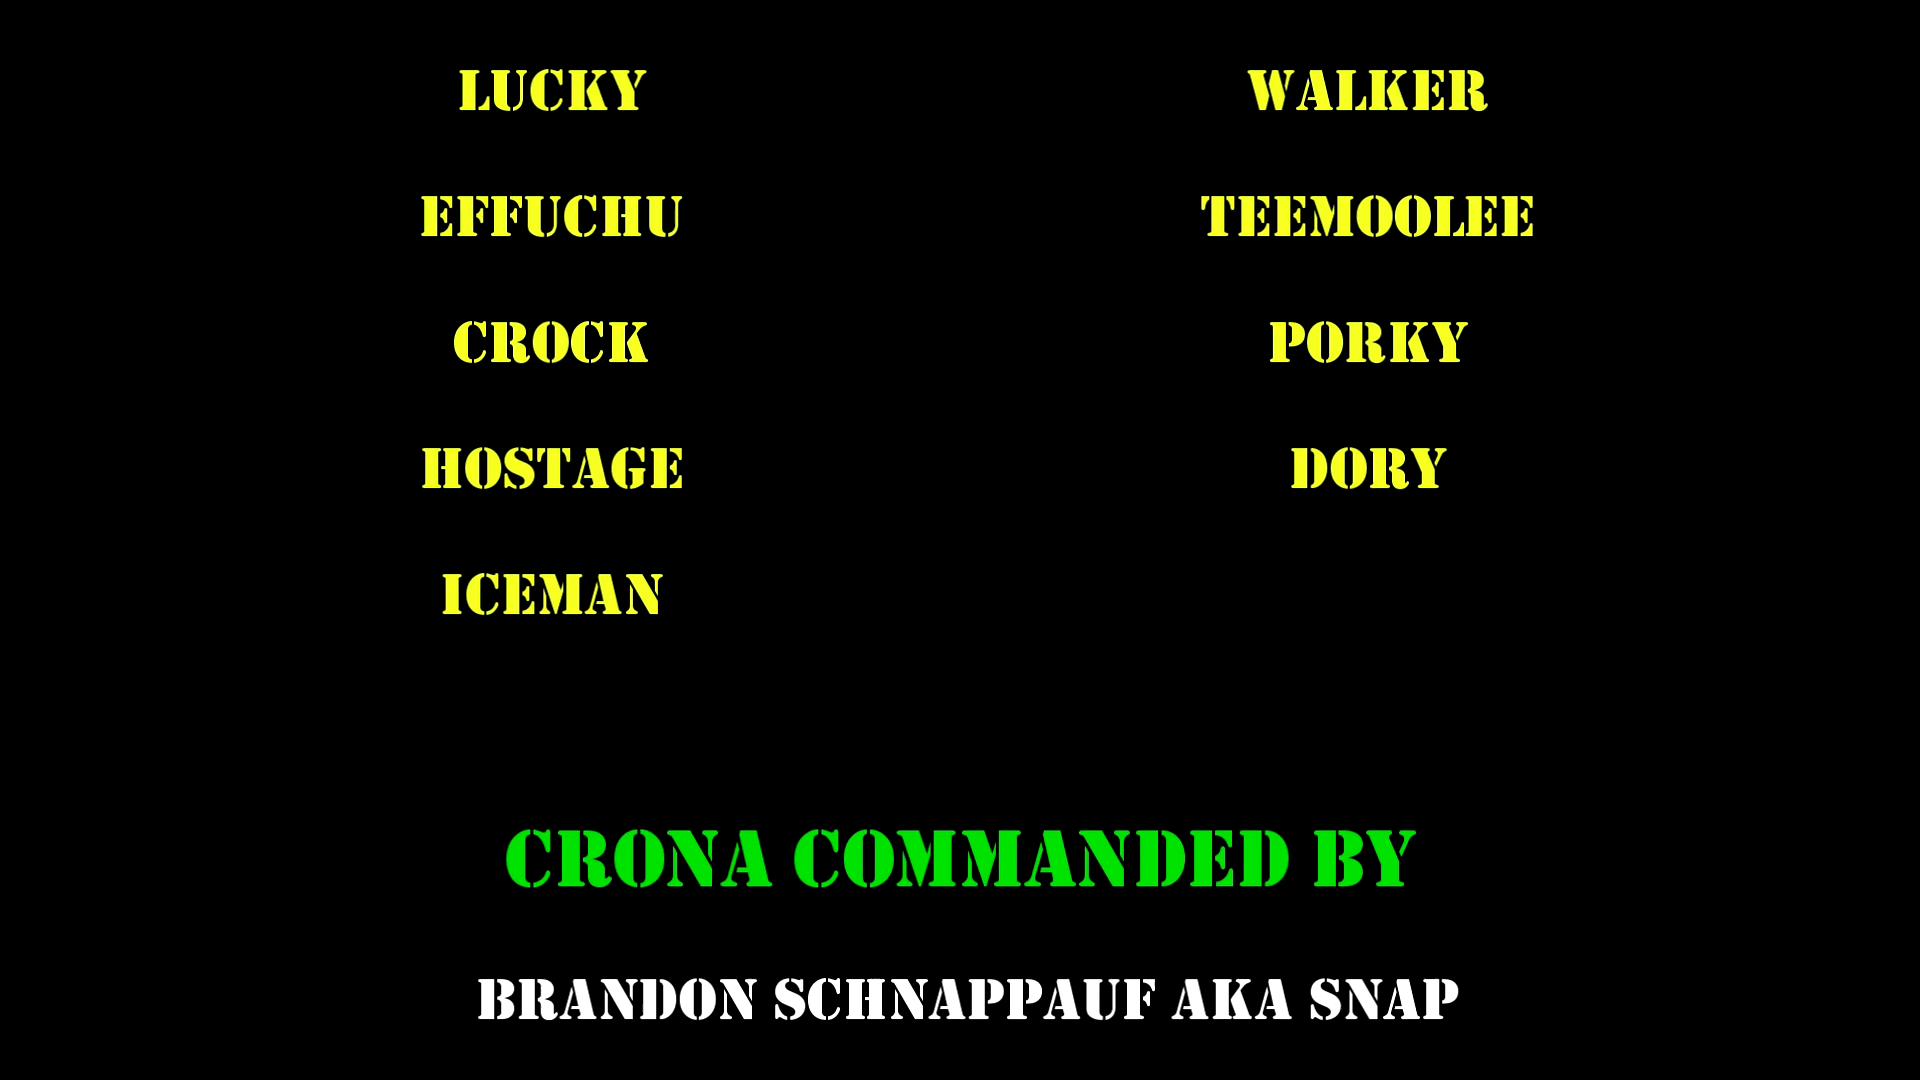 LUCKY WALKER
EFFUCHU TEEMOOLEE
CROCK PORKY
HOSTAGE DORY
ICEMAN
CRONA COMMANDED BY
BRANDON SCHNAPPAUF AKA SNAP